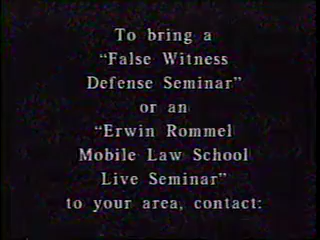 To bring a
“False Witness
Defense Seminar”
or an
“Erwin Rommel
Mobile Law School
Live Seminar”
to your area, contact: